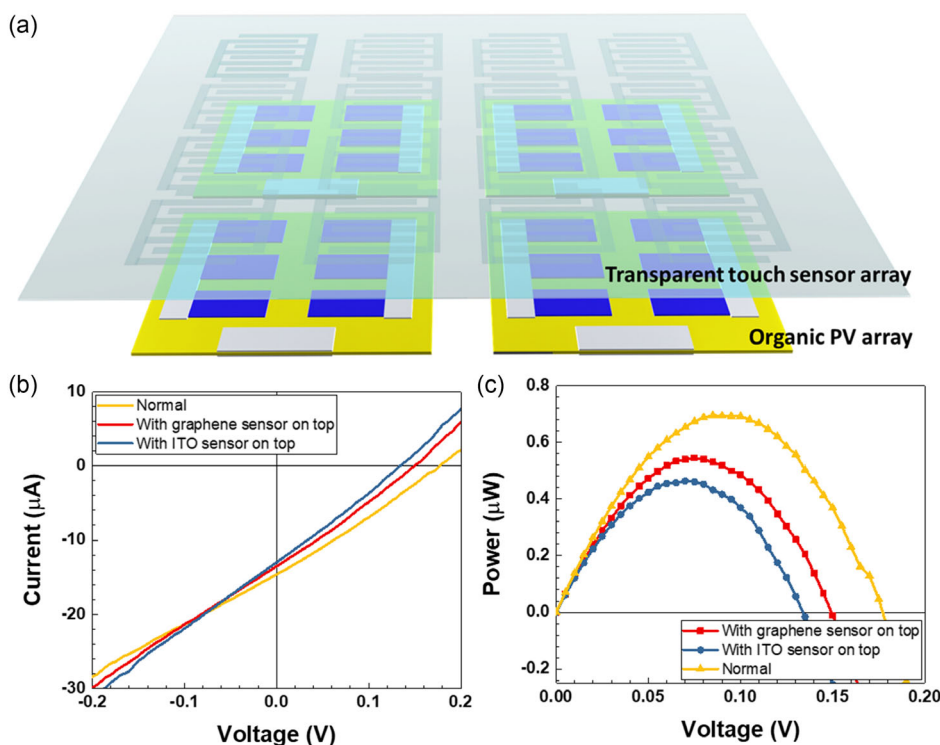 (a)
Transparent touch sensor array
Organic PV array
(b)
10
0
-10
-20
-30
-0.2
-0.1
0.0
0.1
0.2
Current (μA)
Voltage (V)
Normal
With graphene sensor on top
With ITO sensor on top
(c)
0.8
0.6
0.4
0.2
0.0
-0.2
0.00
0.05
0.10
0.15
0.20
Power (μW)
Voltage (V)
With graphene sensor on top
With ITO sensor on top
Normal